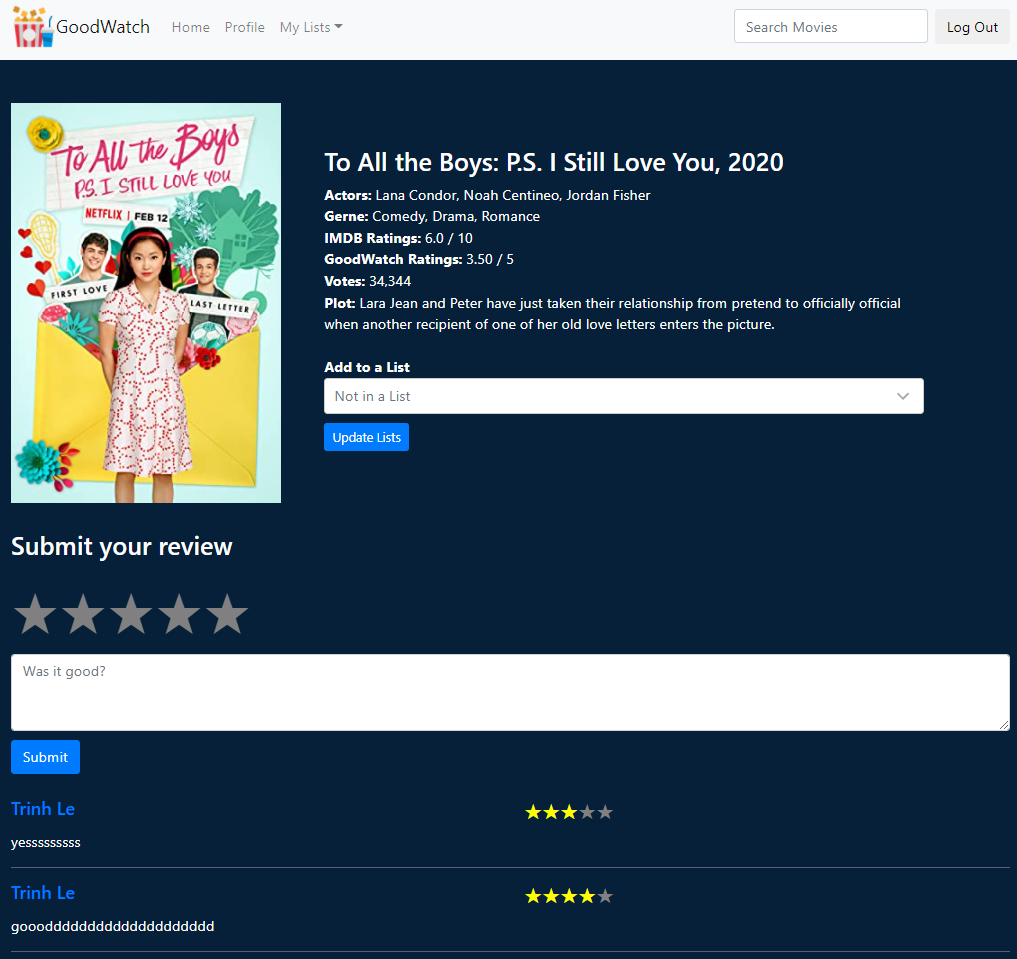 GoodWatch Home Profile My Lists Search Movies Log Out
To All the Boys
P.S. I STILL LOVE YOU
NETFLIX | FEB 12
FIRST LOVE
LAST LETTER
To All the Boys: P.S. I Still Love You, 2020
Actors: Lana Condor, Noah Centineo, Jordan Fisher
Gerne: Comedy, Drama, Romance
IMDB Ratings: 6.0 / 10
GoodWatch Ratings: 3.50 / 5
Votes: 34,344
Plot: Lara Jean and Peter have just taken their relationship from pretend to officially official
when another recipient of one of her old love letters enters the picture.
Add to a List
Not in a List
Update Lists
Submit your review
Was it good?
Submit
Trinh Le
yesssssssss
Trinh Le
gooodddddddddddddddddddd